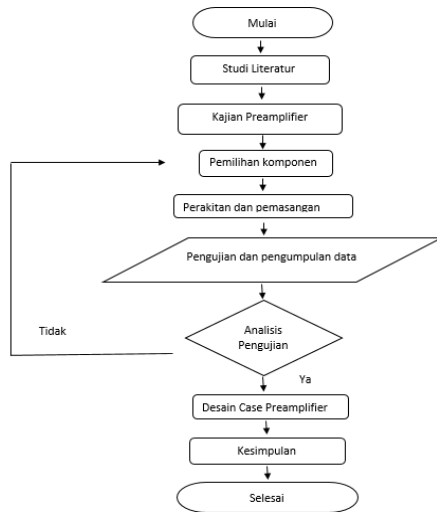 Mulai
Studi Literatur
Kajian Preamplifier
Pemilihan komponen
Perakitan dan pemasangan
Pengujian dan pengumpulan data
Tidak
Analisis
Pengujian
Ya
Desain Case Preamplifier
Kesimpulan
Selesai